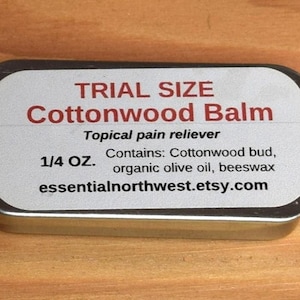 TRIAL SIZE
Cottonwood Balm
Topical pain reliever
1/4 OZ. Contains: Cottonwood bud,
organic olive oil, beeswax
essentialnorthwest.etsy.com